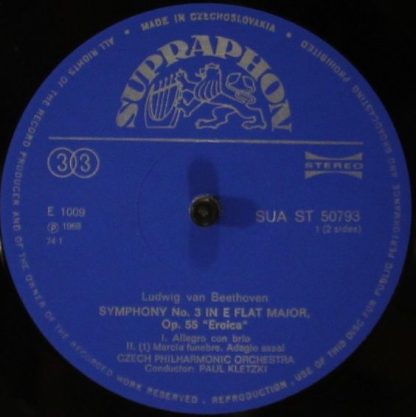 MADE IN CZECHOSLOVAKIA
ALL RIGHTS OF THE RECORD PRODUCER AND OF THE OWNER OF THE RECORDED WORK RESERVED. REPRODUCTION. USE OF THIS DISC FOR PUBLIC PERFORMANCE AND BROADCASTING PROHIBITED
SUPRAPHON
33
STEREO
E 1009
SUA ST 50793
Ⓟ 1968
1 (2 sides)
74 1
Ludwig van Beethoven
SYMPHONY No. 3 IN E FLAT MAJOR,
Op. 55 "Eroica"
I. Allegro con brio
II. (1) Marcia funebre. Adagio assai
CZECH PHILHARMONIC ORCHESTRA
Conductor: PAUL KLETZKI